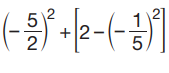 (-5/2)² + [2 - (-1/5)²]